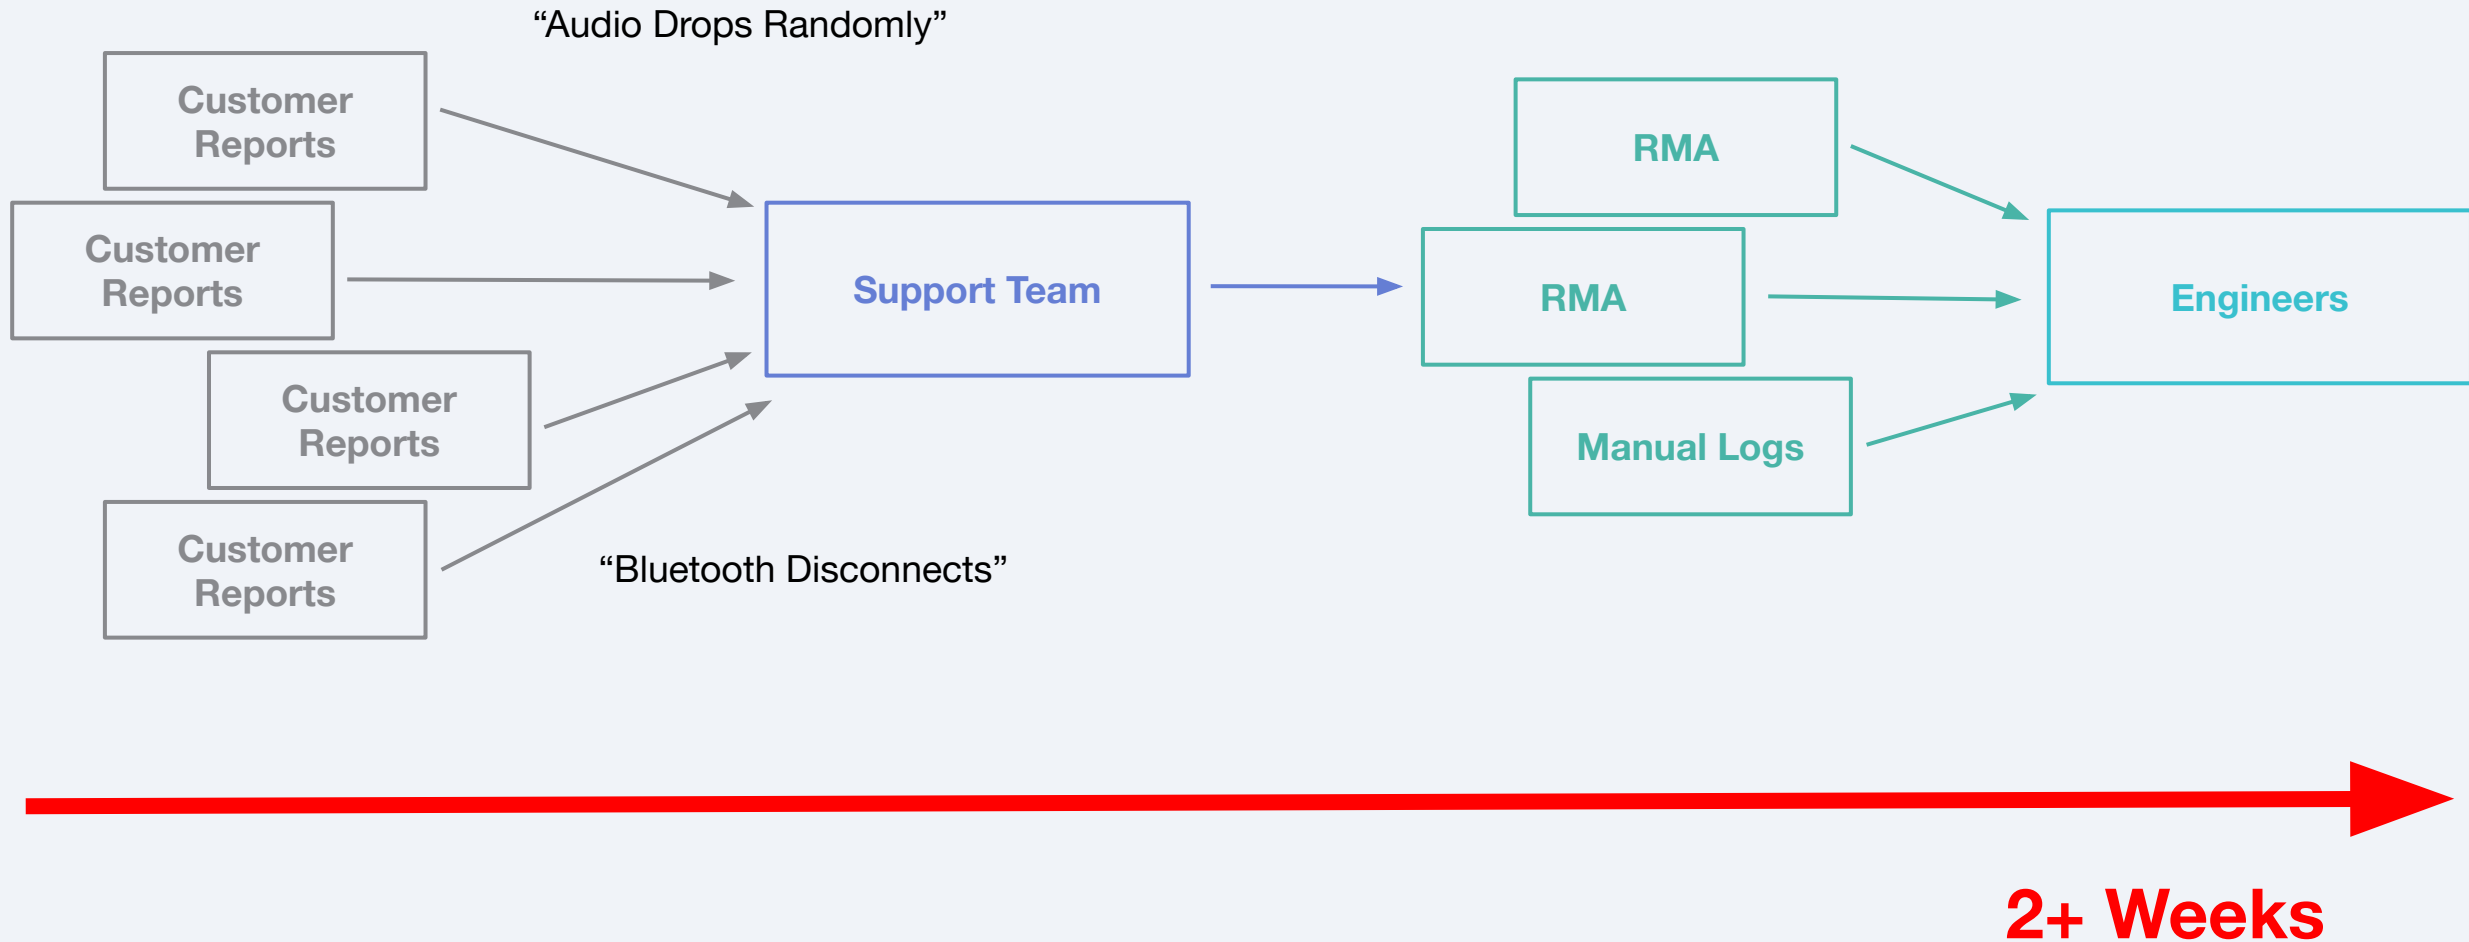 “Audio Drops Randomly”
Customer
Reports
Customer
Reports
Customer
Reports
Customer
Reports
“Bluetooth Disconnects”
Support Team
RMA
RMA
Manual Logs
Engineers
2+ Weeks